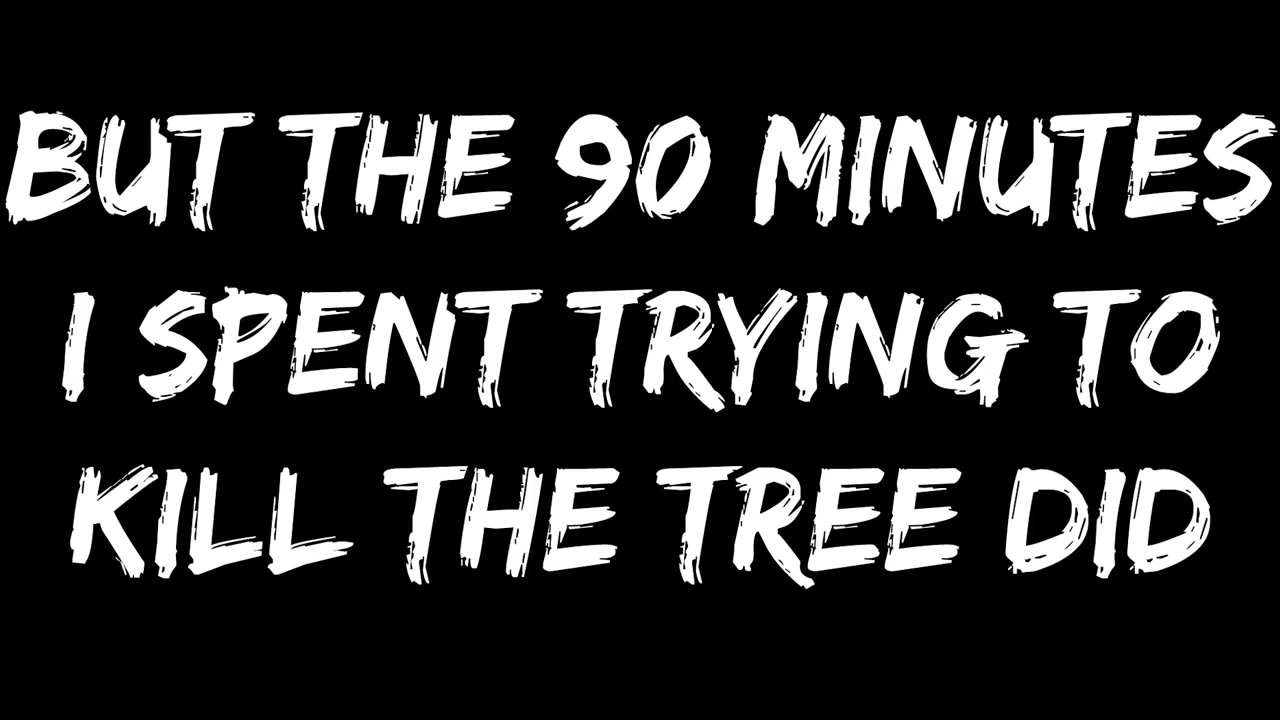 BUT THE 90 MINUTES
I SPENT TRYING TO
KILL THE TREE DID